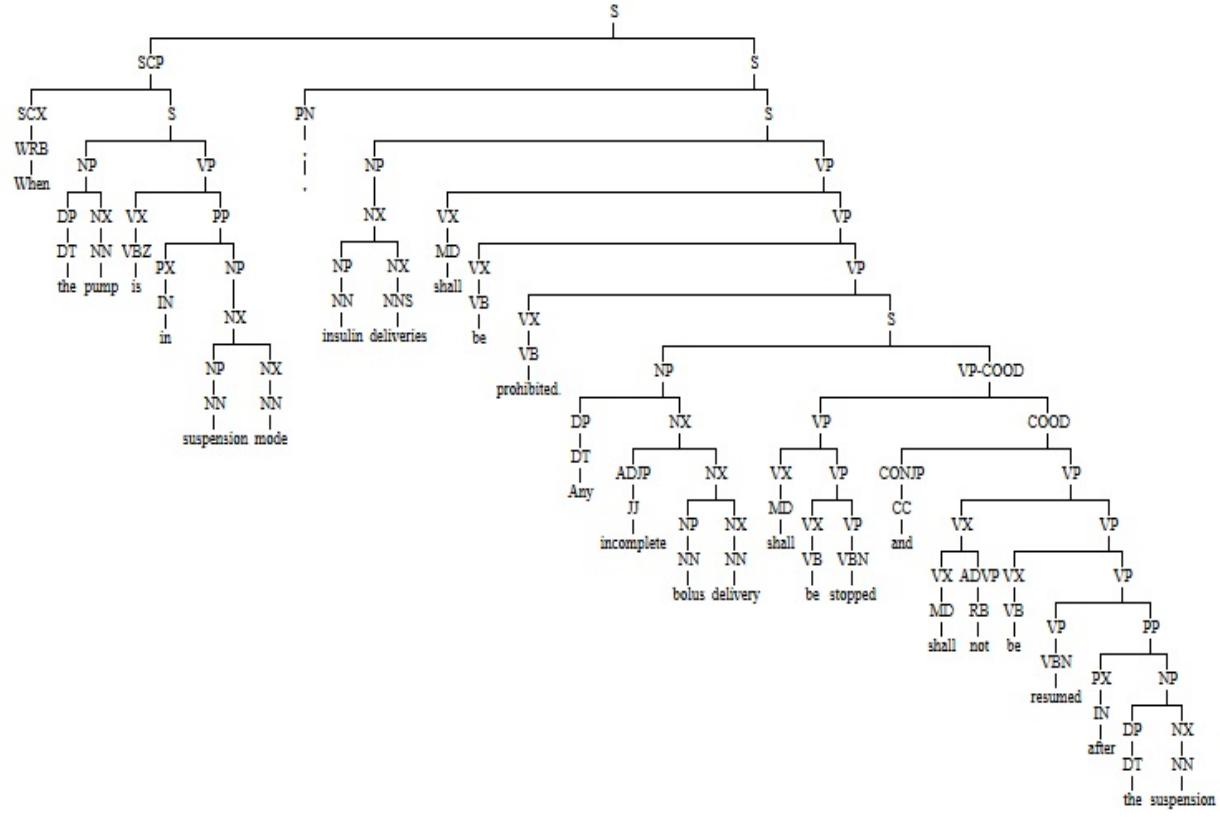 S
SCP S
SCX S PN S
WRB NP VP , NP VP
When DP NX VX PP , NX VX VP
DT NN VBZ PX NP NP NX MD VX VP
the pump is IN NX NN NNS shall VB VX S
in NP NX insulin deliveries be VB NP VP-COOD
NN NN prohibited. DP NX VP COOD
suspension mode DT ADJP NX VX VP CONJP VP
Any JJ NP NX MD VX VP CC VX VP
incomplete NN NN shall VB VBN and VX ADVP VX VP
bolus delivery be stopped MD RB VB VP PP
shall not be VBN PX NP
resumed IN DP NX
after DT NN
the suspension